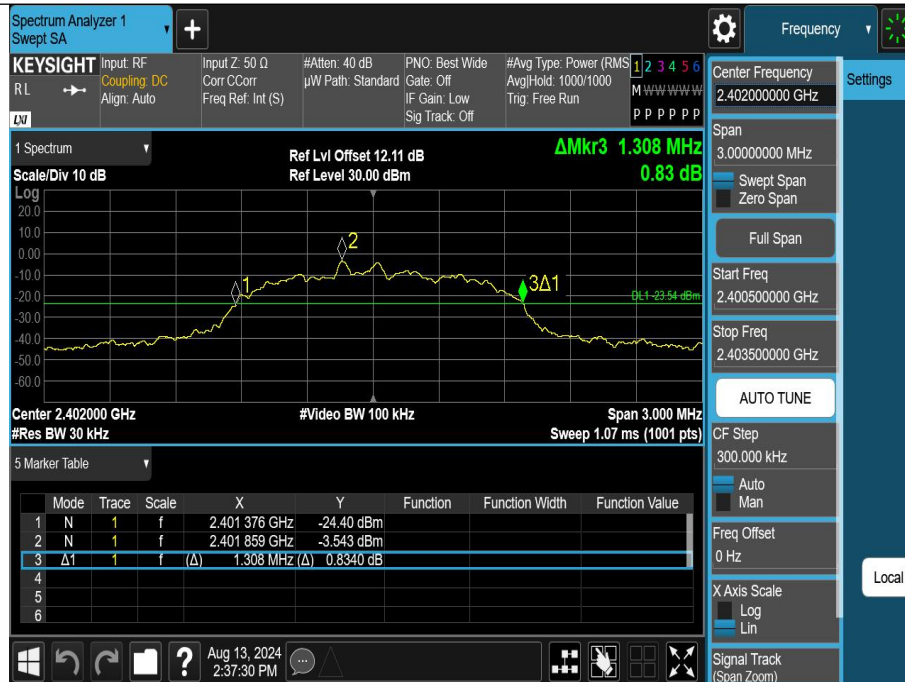 Spectrum Analyzer 1
Swept SA
+
Frequency
KEYSIGHT
RL
LXI
Input: RF
Coupling: DC
Align: Auto
Input Z: 50 Ω
Corr CCorr
Freq Ref: Int (S)
#Atten: 40 dB
µW Path: Standard
PNO: Best Wide
Gate: Off
IF Gain: Low
Sig Track: Off
#Avg Type: Power (RMS
Avg|Hold: 1000/1000
Trig: Free Run
1 2 3 4 5 6
M W W W W W
P P P P P P
1 Spectrum
Scale/Div 10 dB
Ref Lvl Offset 12.11 dB
Ref Level 30.00 dBm
ΔMkr3 1.308 MHz
0.83 dB
Log
20.0
10.0
0.00
-10.0
-20.0
-30.0
-40.0
-50.0
-60.0
1
2
3Δ1
DL1 -23.54 dBm
Center 2.402000 GHz
#Video BW 100 kHz
Span 3.000 MHz
#Res BW 30 kHz
Sweep 1.07 ms (1001 pts)
5 Marker Table
Mode Trace Scale X Y Function Function Width Function Value
1 N 1 f 2.401 376 GHz -24.40 dBm
2 N 1 f 2.401 859 GHz -3.543 dBm
3 Δ1 1 f (Δ) 1.308 MHz (Δ) 0.8340 dB
4
5
6
?
Aug 13, 2024
2:37:30 PM
Center Frequency
2.402000000 GHz
Span
3.00000000 MHz
Swept Span
Zero Span
Full Span
Start Freq
2.400500000 GHz
Stop Freq
2.403500000 GHz
AUTO TUNE
CF Step
300.000 kHz
Auto
Man
Freq Offset
0 Hz
X Axis Scale
Log
Lin
Signal Track
(Span Zoom)
Settings
Local